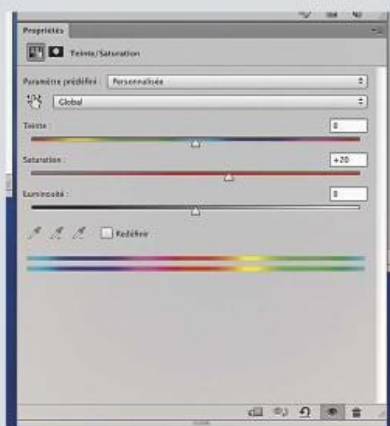 Propriétés
Teinte/Saturation
Paramètre prédéfini : Personnalisée
Global
Teinte : 0
Saturation : +20
Luminosité : 0
Redéfinir